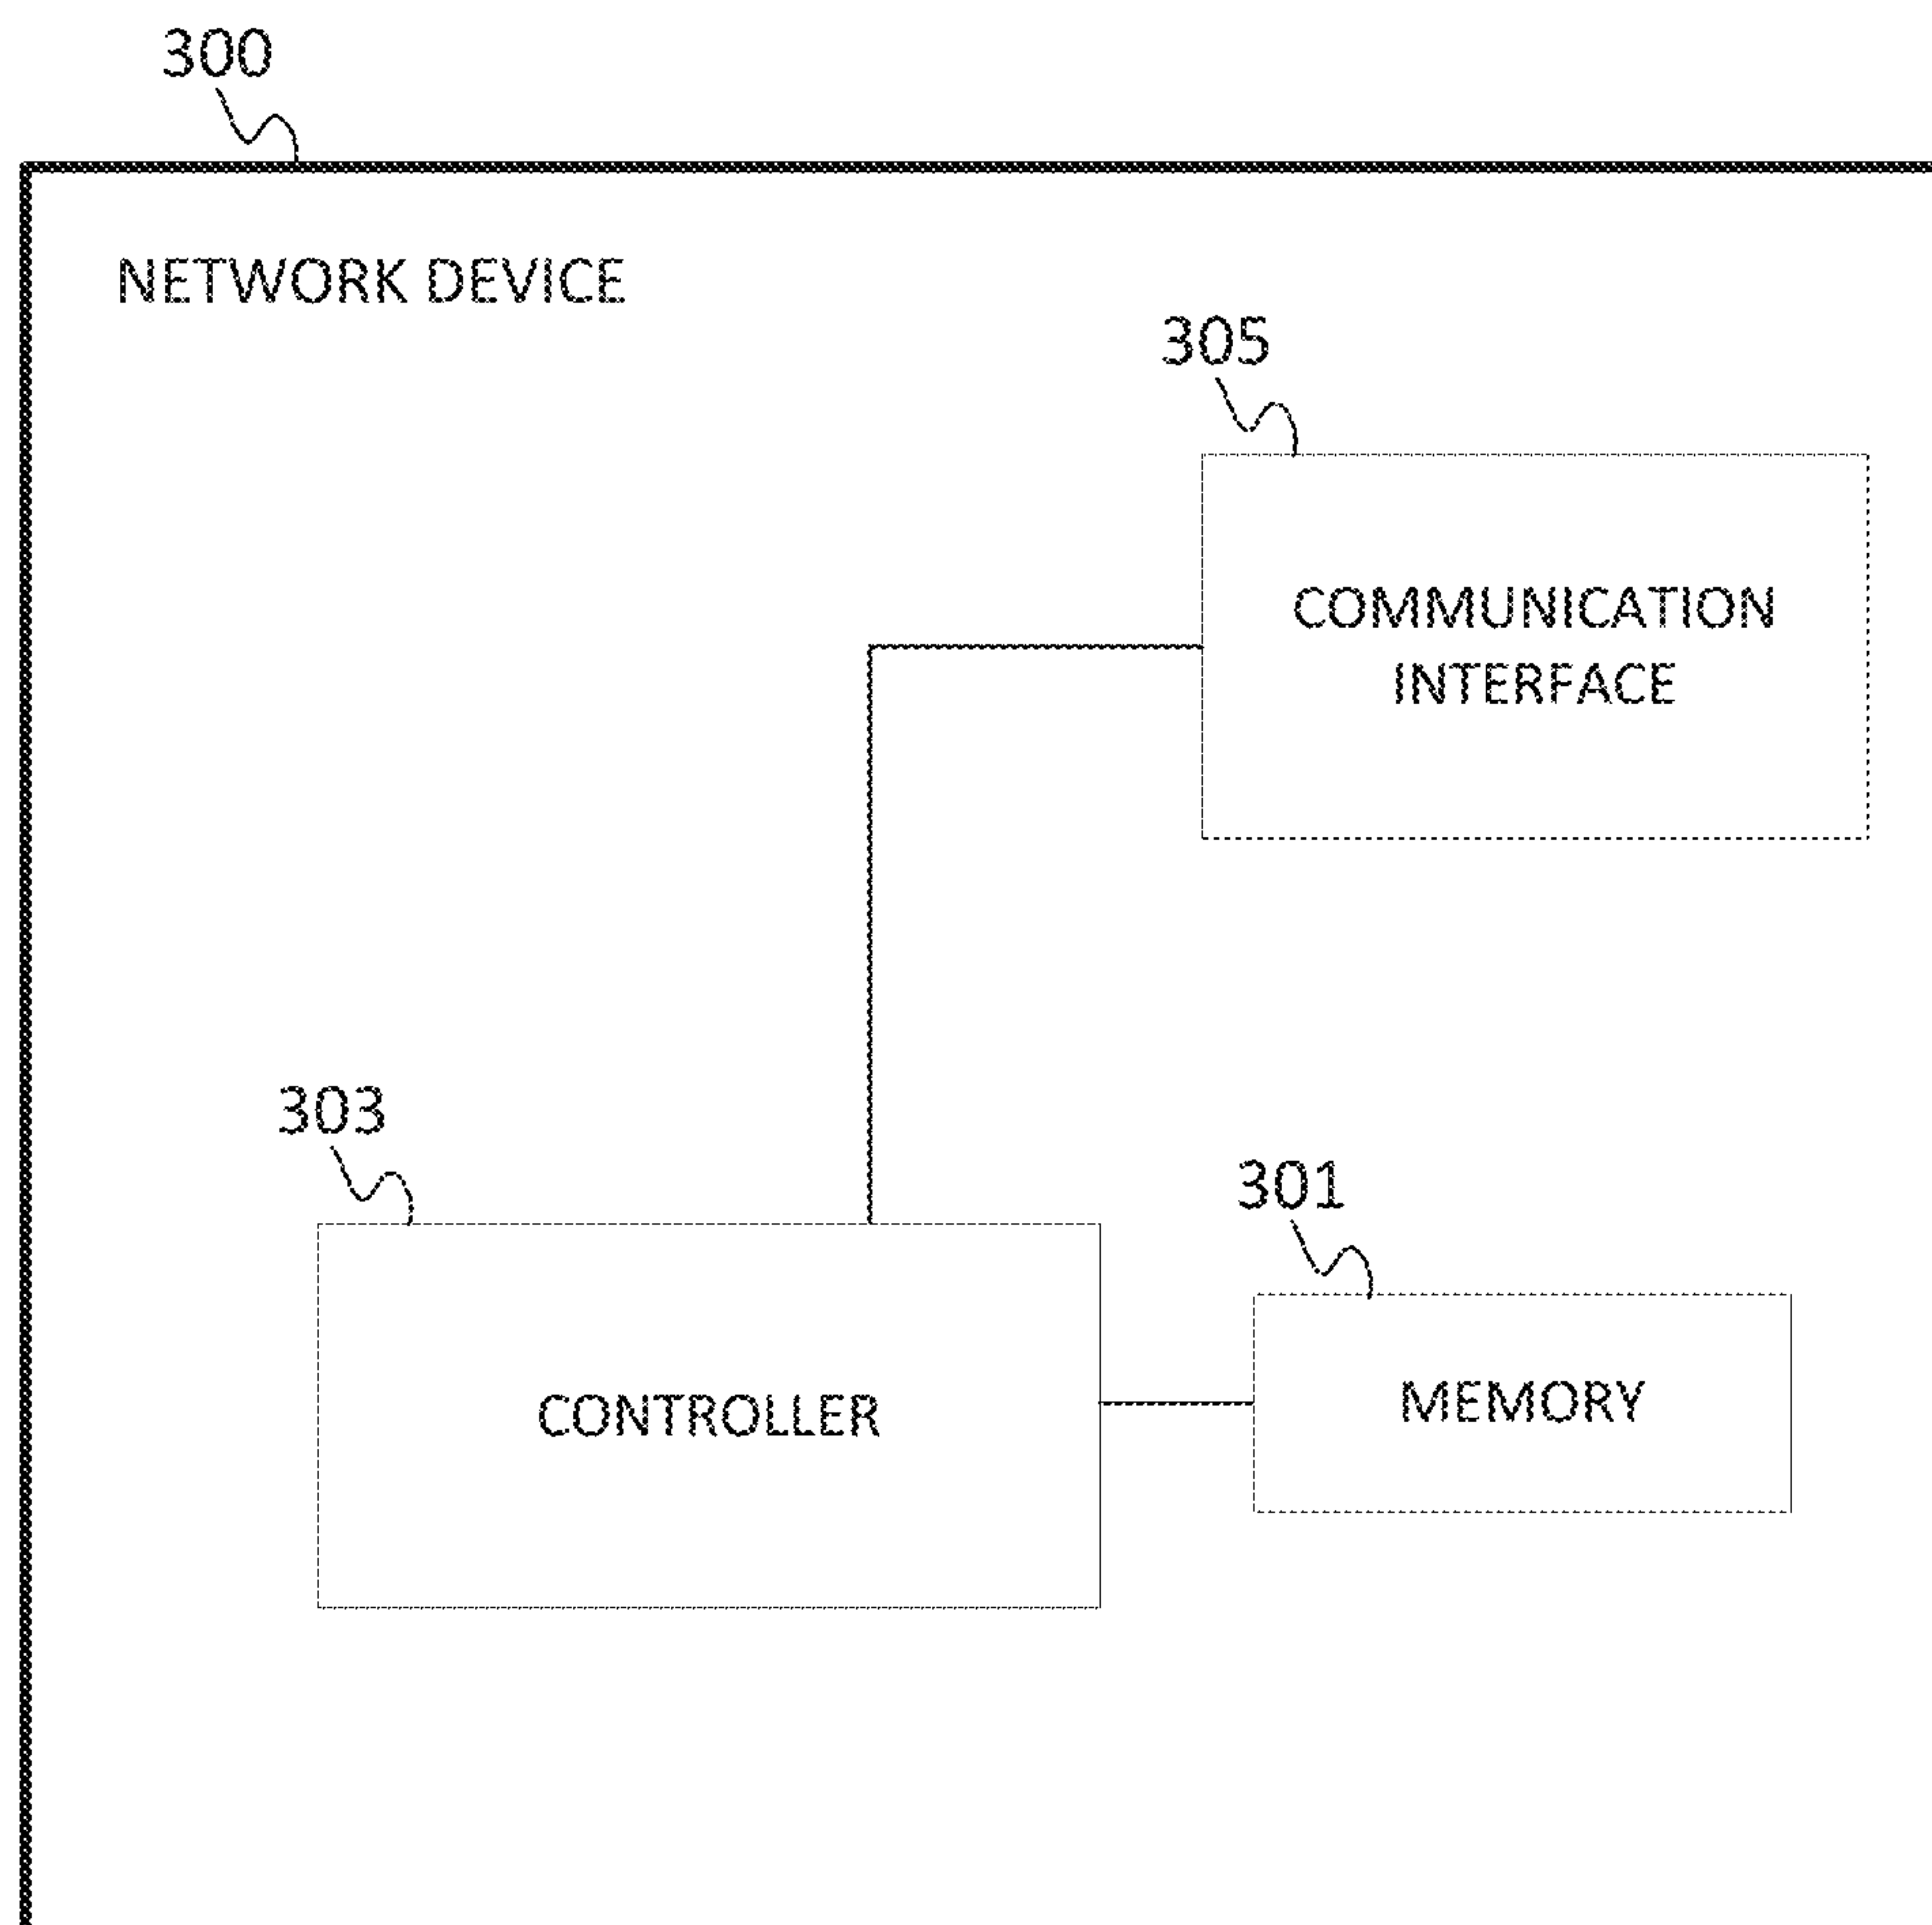 300
NETWORK DEVICE
305
COMMUNICATION
INTERFACE
303
301
CONTROLLER
MEMORY